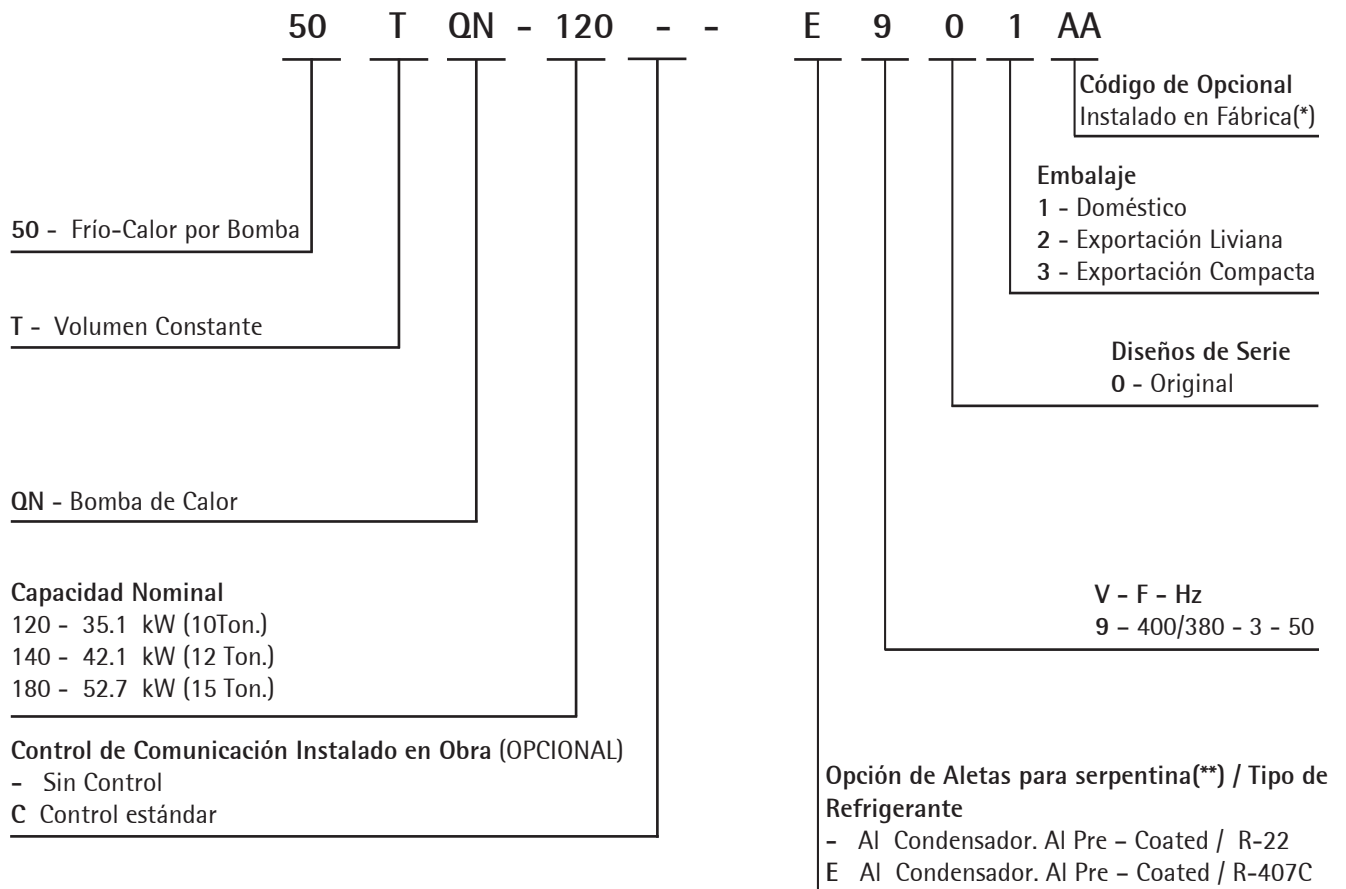 50 T QN - 120 - - E 9 0 1 AA
Código de Opcional
Instalado en Fábrica(*)
Embalaje
1 - Doméstico
2 - Exportación Liviana
3 - Exportación Compacta
50 - Frío-Calor por Bomba
T - Volumen Constante
Diseños de Serie
0 - Original
QN - Bomba de Calor
Capacidad Nominal
120 - 35.1 kW (10Ton.)
140 - 42.1 kW (12 Ton.)
180 - 52.7 kW (15 Ton.)
V - F - Hz
9 – 400/380 - 3 - 50
Control de Comunicación Instalado en Obra (OPCIONAL)
- Sin Control
C Control estándar
Opción de Aletas para serpentina(**) / Tipo de
Refrigerante
- Al Condensador. Al Pre – Coated / R-22
E Al Condensador. Al Pre – Coated / R-407C